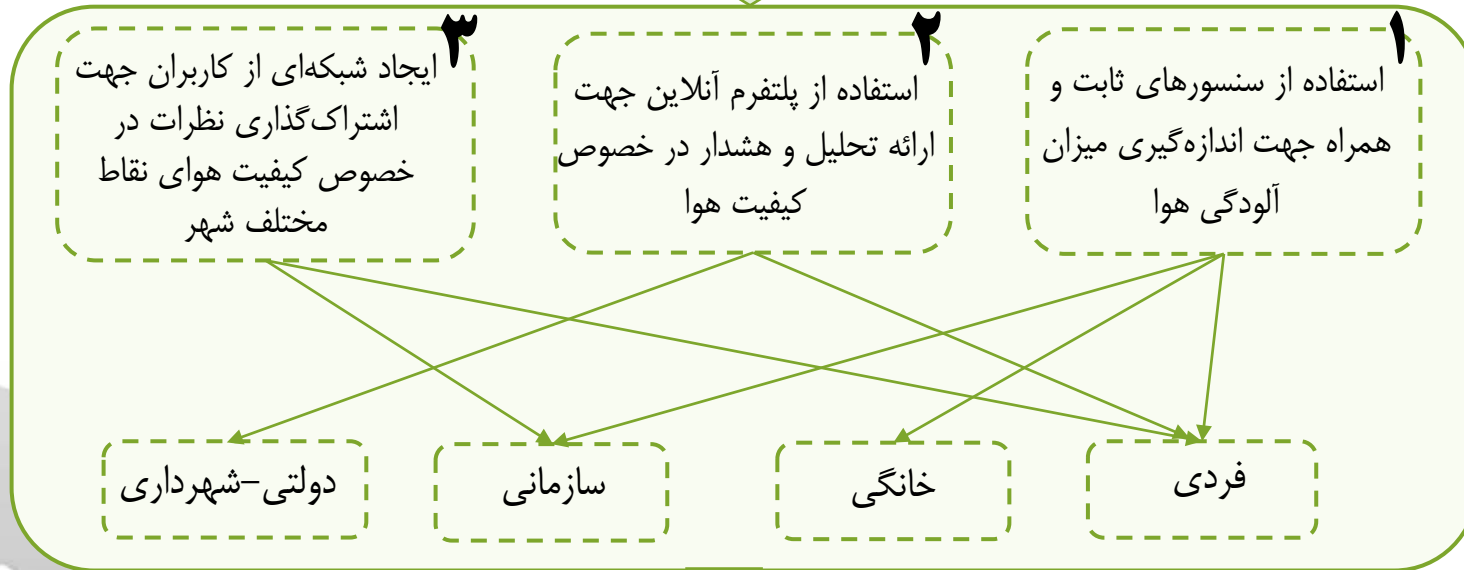 ۱
استفاده از سنسورهای ثابت و
همراه جهت اندازه‌گیری میزان
آلودگی هوا
۲
استفاده از پلتفرم آنلاین جهت
ارائه تحلیل و هشدار در خصوص
کیفیت هوا
۳
ایجاد شبکه‌ای از کاربران جهت
اشتراک‌گذاری نظرات در
خصوص کیفیت هوای نقاط
مختلف شهر
فردی
خانگی
سازمانی
دولتی-شهرداری